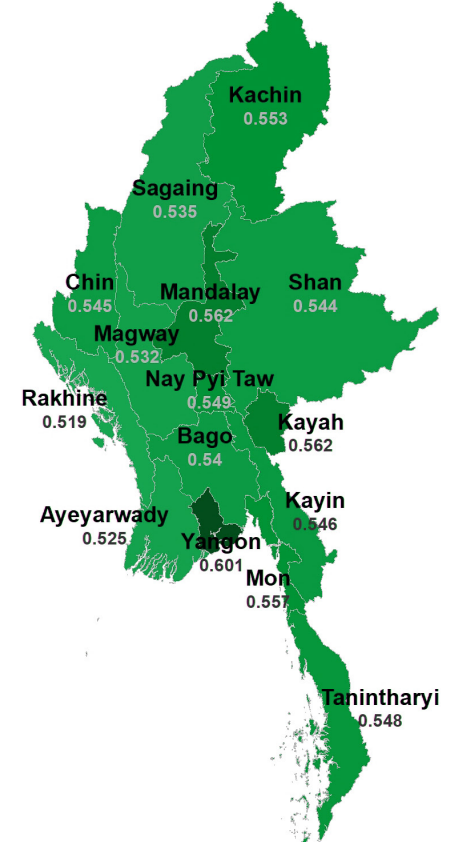 Kachin
0.553
Sagaing
0.535
Chin
0.545
Mandalay
0.562
Shan
0.544
Magway
0.532
Nay Pyi Taw
0.549
Rakhine
0.519
Kayah
0.562
Bago
0.54
Kayin
0.546
Ayeyarwady
0.525
Yangon
0.601
Mon
0.557
Tanintharyi
0.548